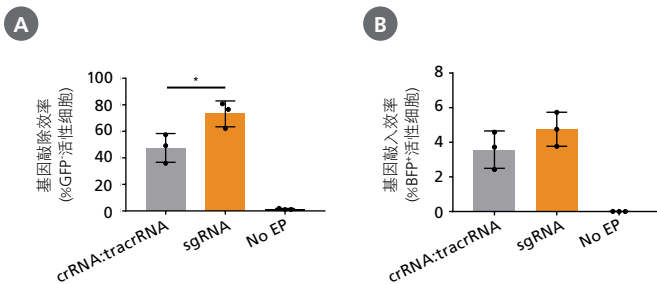 A
基因敲除效率
(%GFP-活性细胞)
100
80
60
40
20
0
*
crRNA:tracrRNA
sgRNA
No EP
B
基因敲入效率
(%BFP+活性细胞)
8
6
4
2
0
crRNA:tracrRNA
sgRNA
No EP